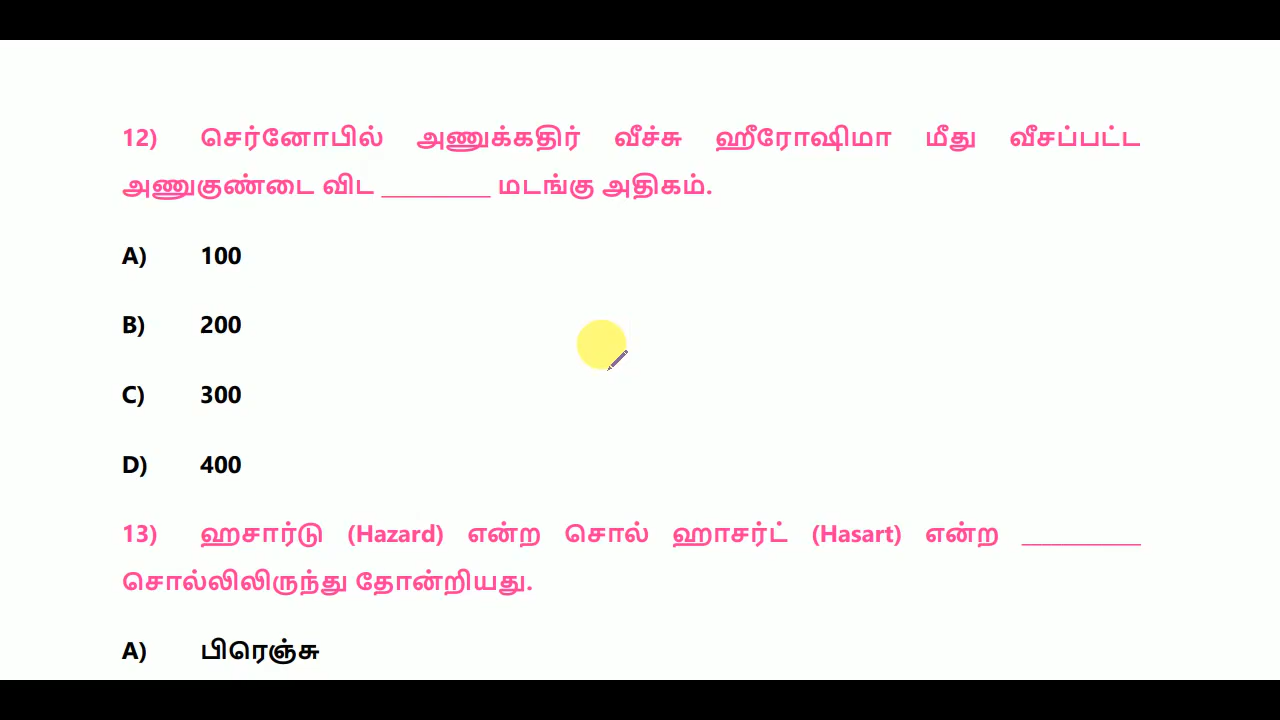 12) செர்னோபில் அணுக்கதிர் வீச்சு ஹீரோஷிமா மீது வீசப்பட்ட
அணுகுண்டை விட __________ மடங்கு அதிகம்.
A) 100
B) 200
C) 300
D) 400
13) ஹசார்டு (Hazard) என்ற சொல் ஹாசர்ட் (Hasart) என்ற ___________
சொல்லிலிருந்து தோன்றியது.
A) பிரெஞ்சு